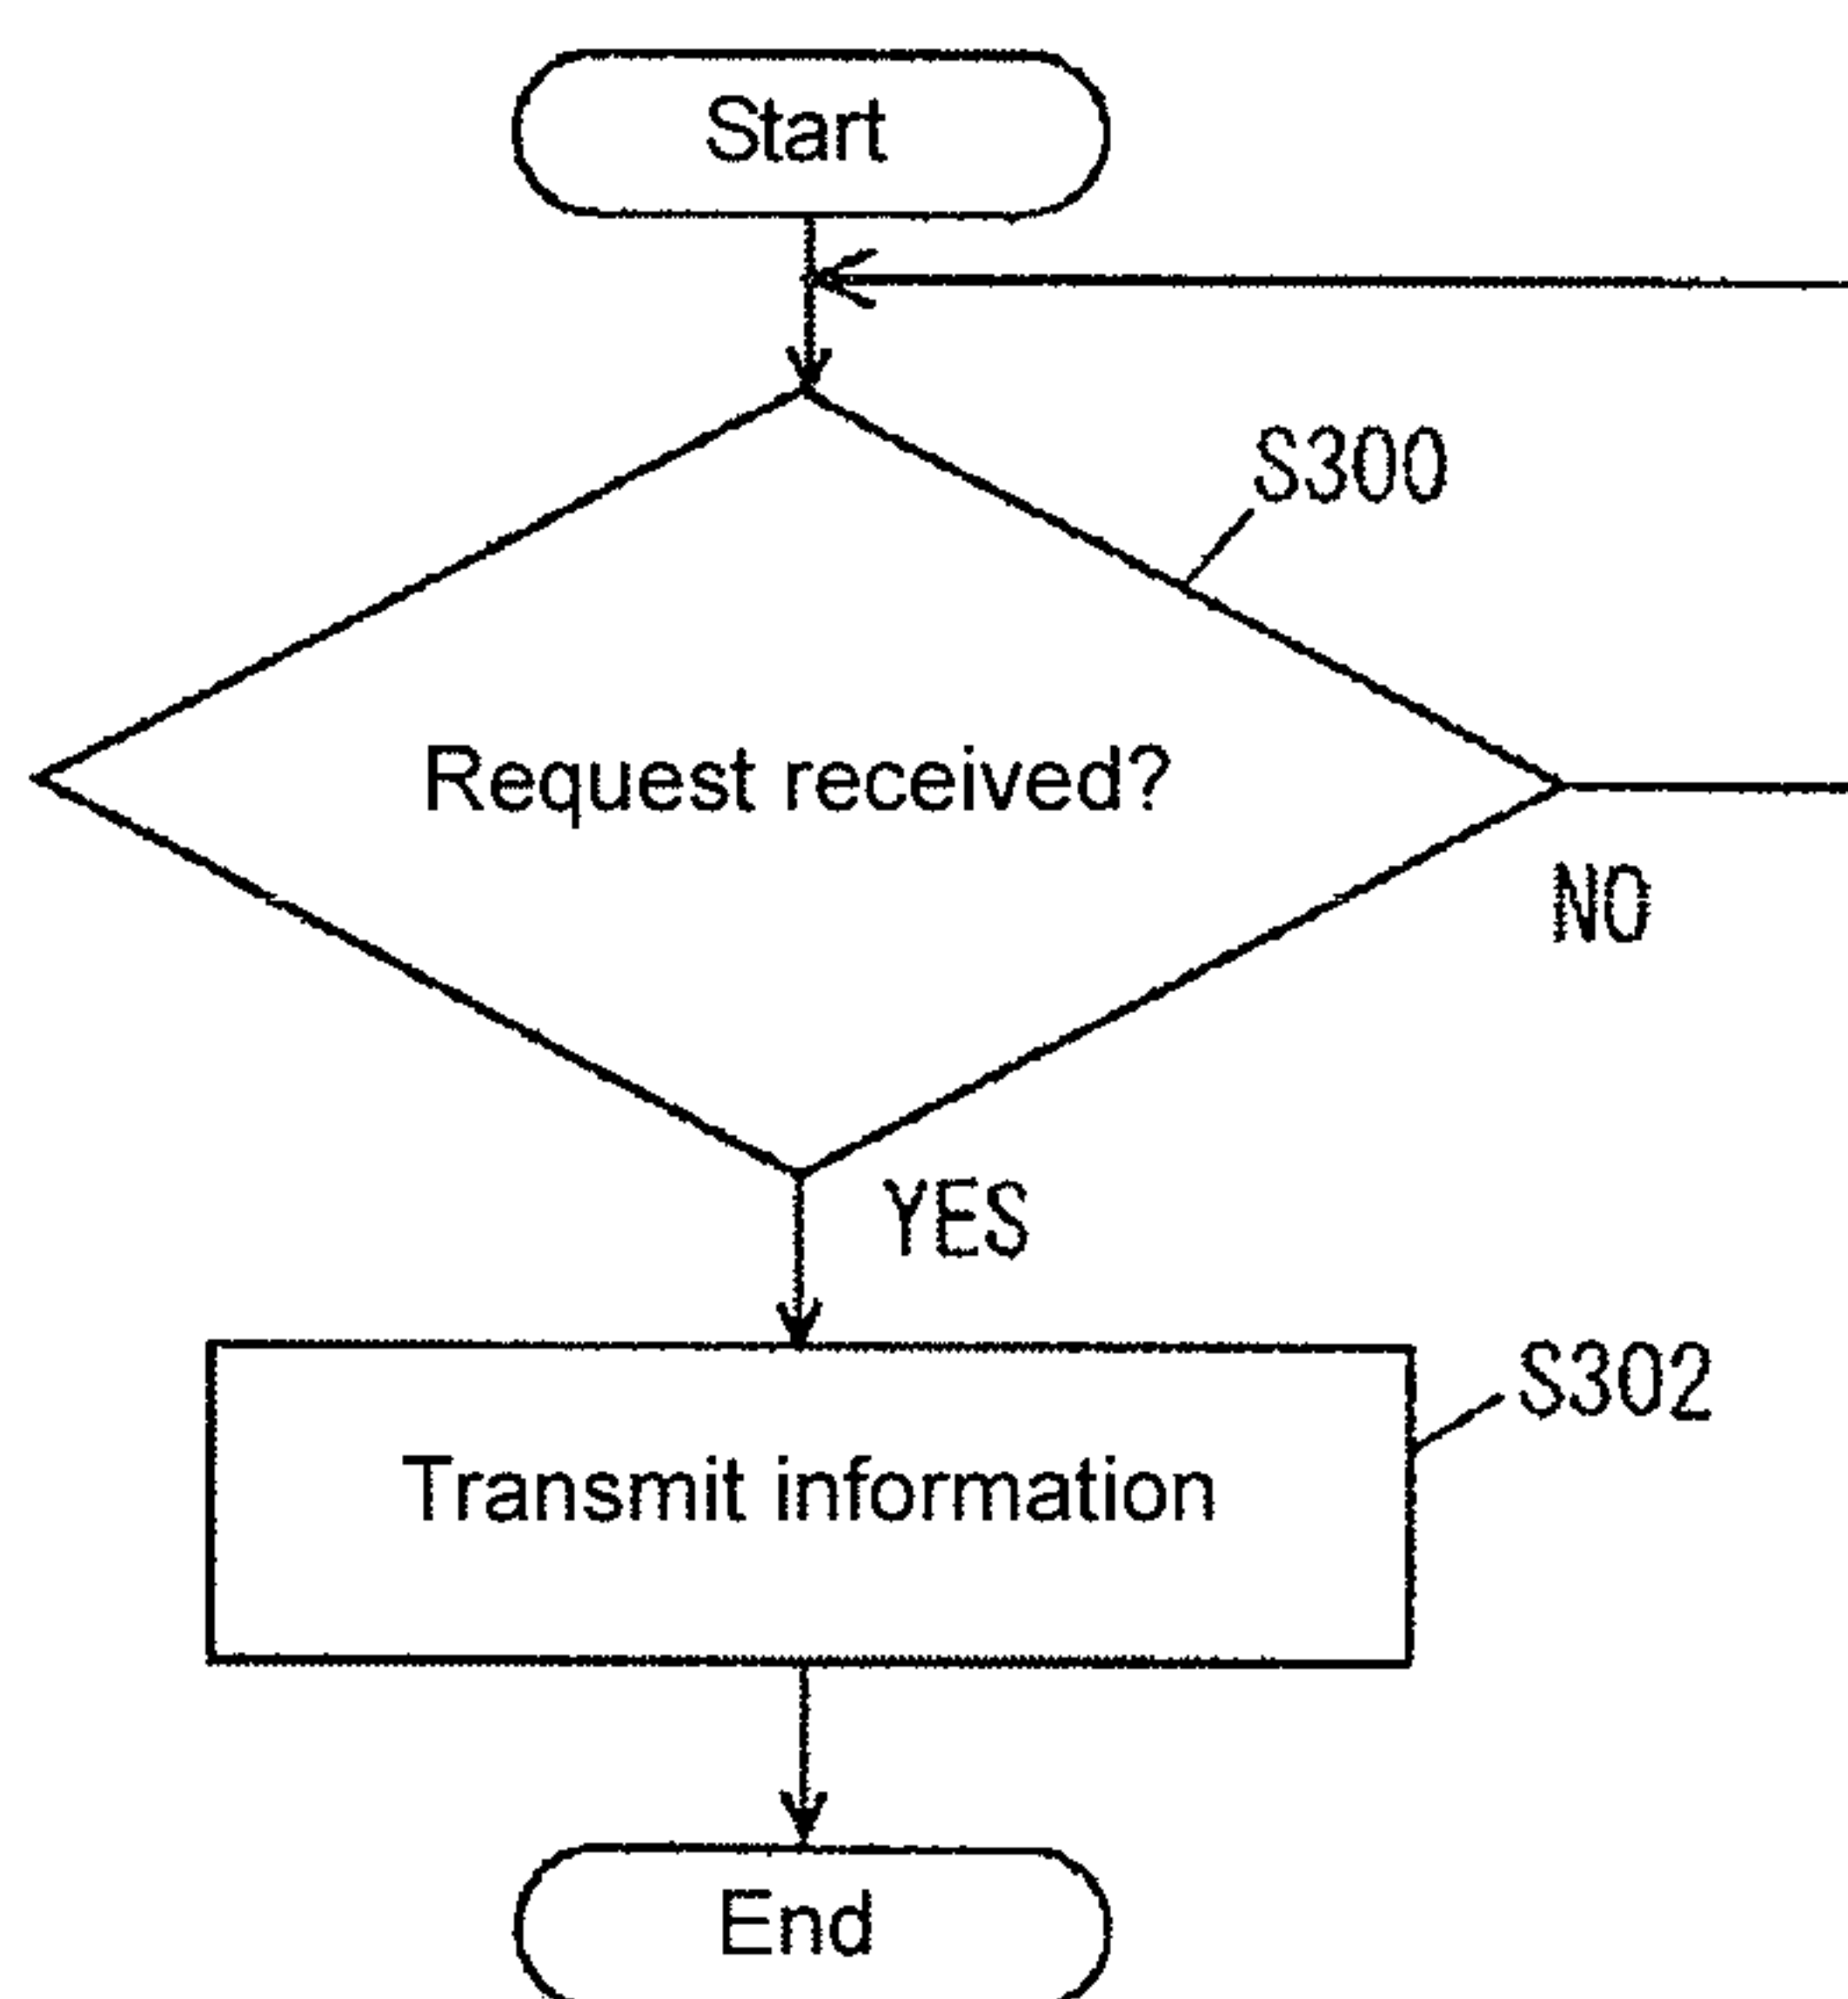 Start
S300
Request received?
NO
YES
S302
Transmit information
End